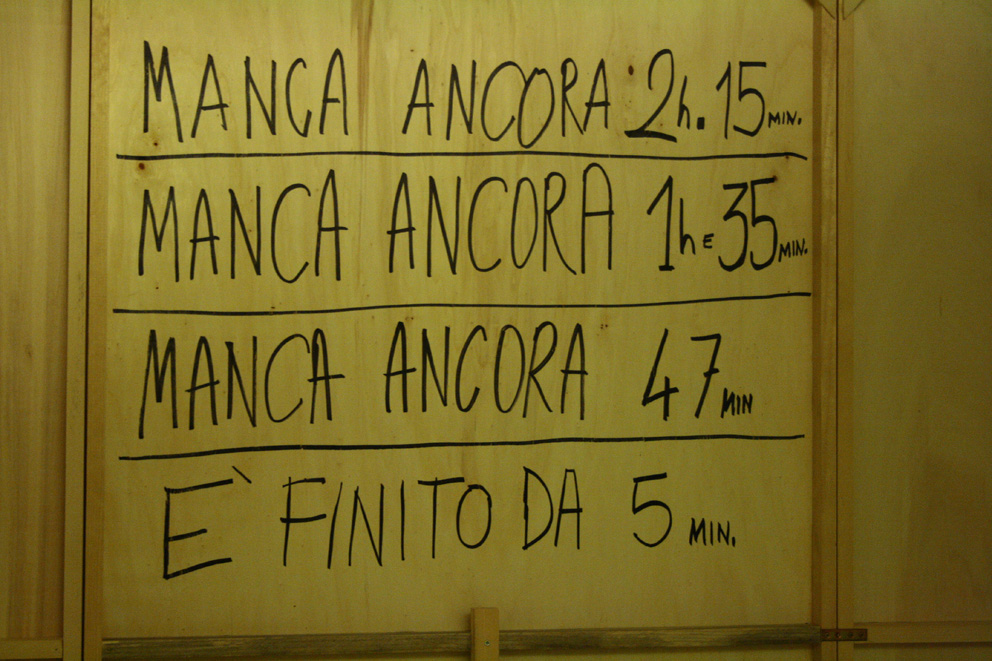 MANCA ANCORA 2h. 15 MIN.
MANCA ANCORA 1h E 35 MIN.
MANCA ANCORA 47 MIN
E` FINITO DA 5 MIN.